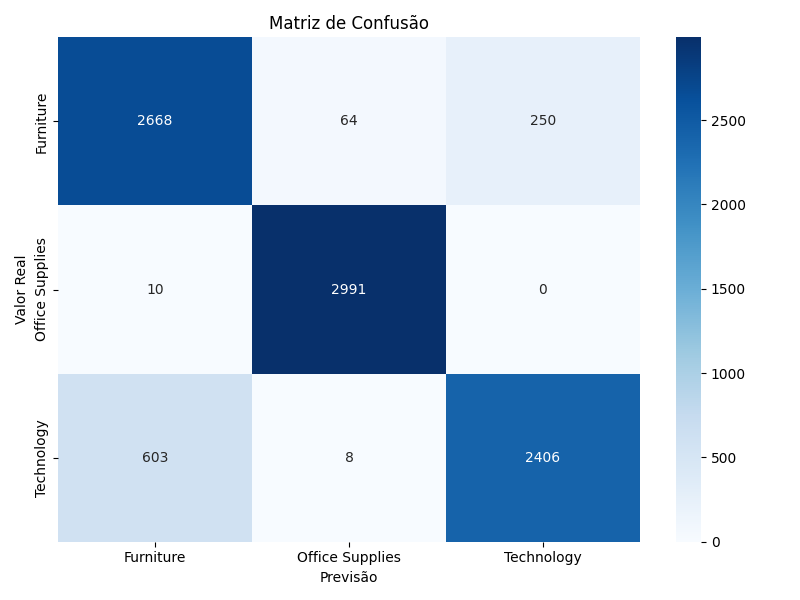 Matriz de Confusão
Valor Real
Furniture
2668 64 250
Office Supplies
10 2991 0
Technology
603 8 2406
Furniture Office Supplies Technology
Previsão
2500
2000
1500
1000
500
0